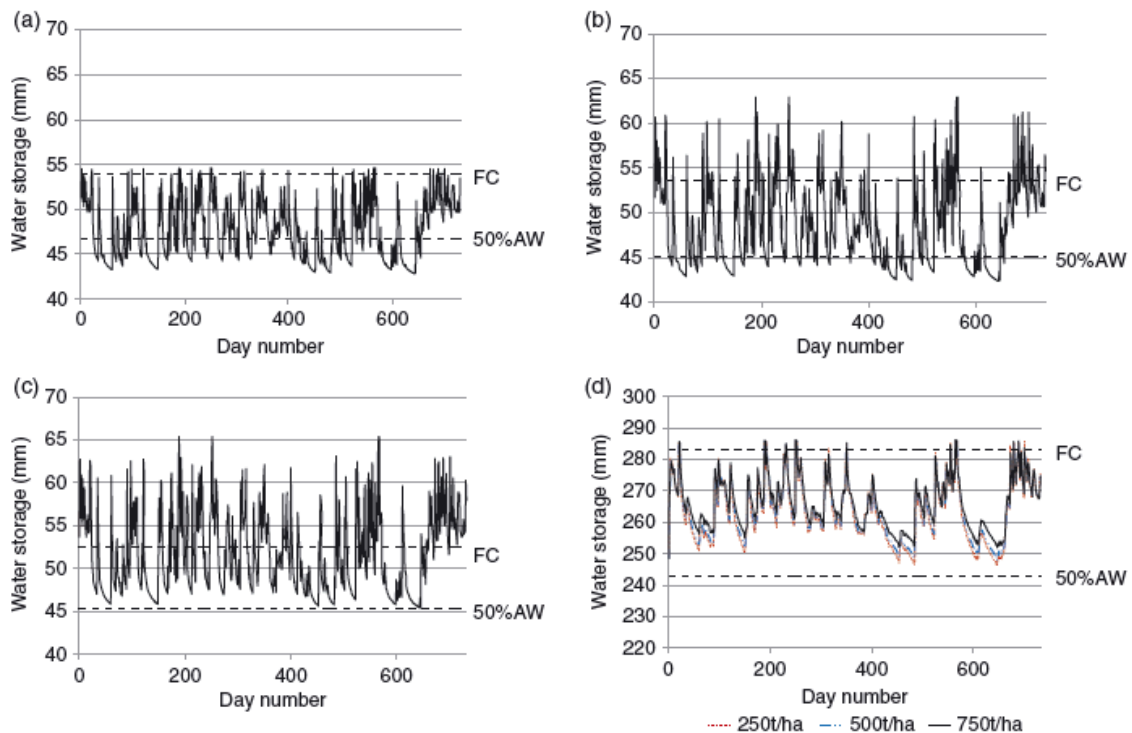 (a)
70
65
60
55
50
45
40
Water storage (mm)
FC
50%AW
0 200 400 600
Day number
(b)
70
65
60
55
50
45
40
Water storage (mm)
FC
50%AW
0 200 400 600
Day number
(c)
70
65
60
55
50
45
40
Water storage (mm)
FC
50%AW
0 200 400 600
Day number
(d)
300
290
280
270
260
250
240
230
220
Water storage (mm)
FC
50%AW
0 200 400 600
Day number
250t/ha 500t/ha 750t/ha